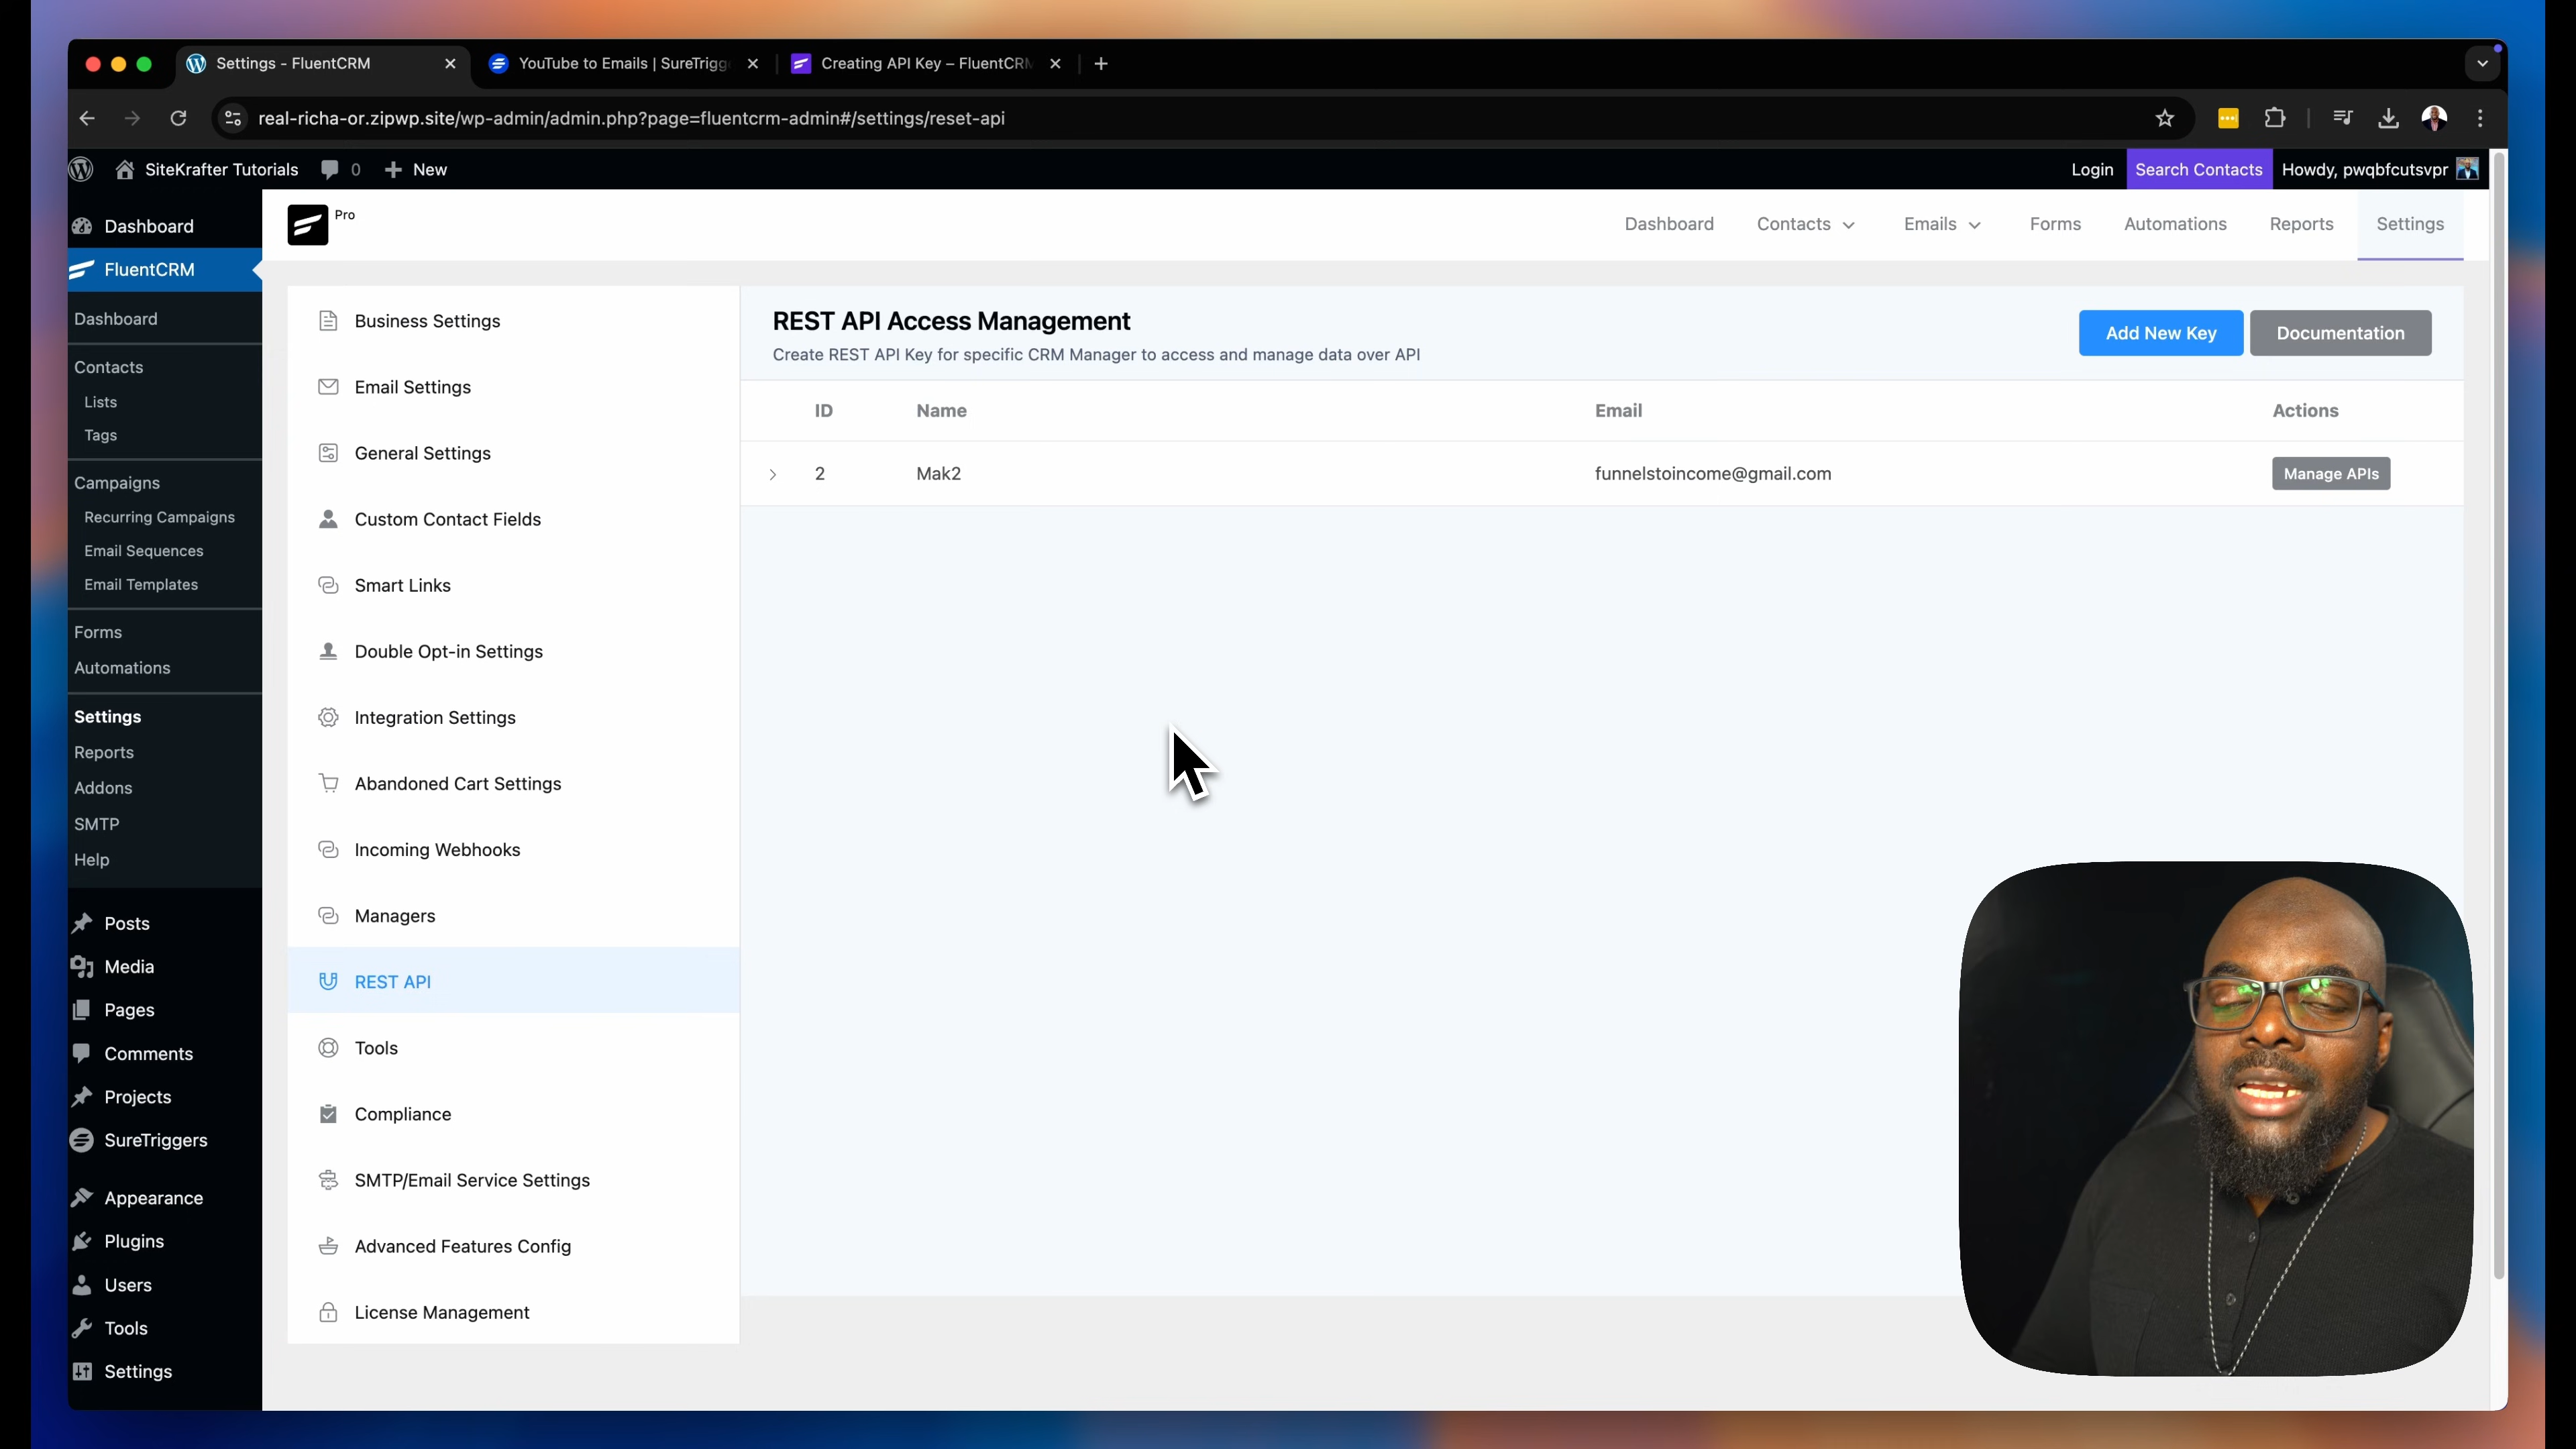 Settings - FluentCRM
YouTube to Emails | SureTrigg
Creating API Key – FluentCRM
real-richa-or.zipwp.site/wp-admin/admin.php?page=fluentcrm-admin#/settings/reset-api
SiteKrafter Tutorials
0
New
Login
Search Contacts
Howdy, pwqbfcutsvpr
Dashboard
FluentCRM
Dashboard
Contacts
Lists
Tags
Campaigns
Recurring Campaigns
Email Sequences
Email Templates
Forms
Automations
Settings
Reports
Addons
SMTP
Help
Posts
Media
Pages
Comments
Projects
SureTriggers
Appearance
Plugins
Users
Tools
Settings
Pro
Dashboard
Contacts
Emails
Forms
Automations
Reports
Settings
Business Settings
Email Settings
General Settings
Custom Contact Fields
Smart Links
Double Opt-in Settings
Integration Settings
Abandoned Cart Settings
Incoming Webhooks
Managers
REST API
Tools
Compliance
SMTP/Email Service Settings
Advanced Features Config
License Management
REST API Access Management
Create REST API Key for specific CRM Manager to access and manage data over API
Add New Key
Documentation
ID
Name
Email
Actions
2
Mak2
funnelstoincome@gmail.com
Manage APIs